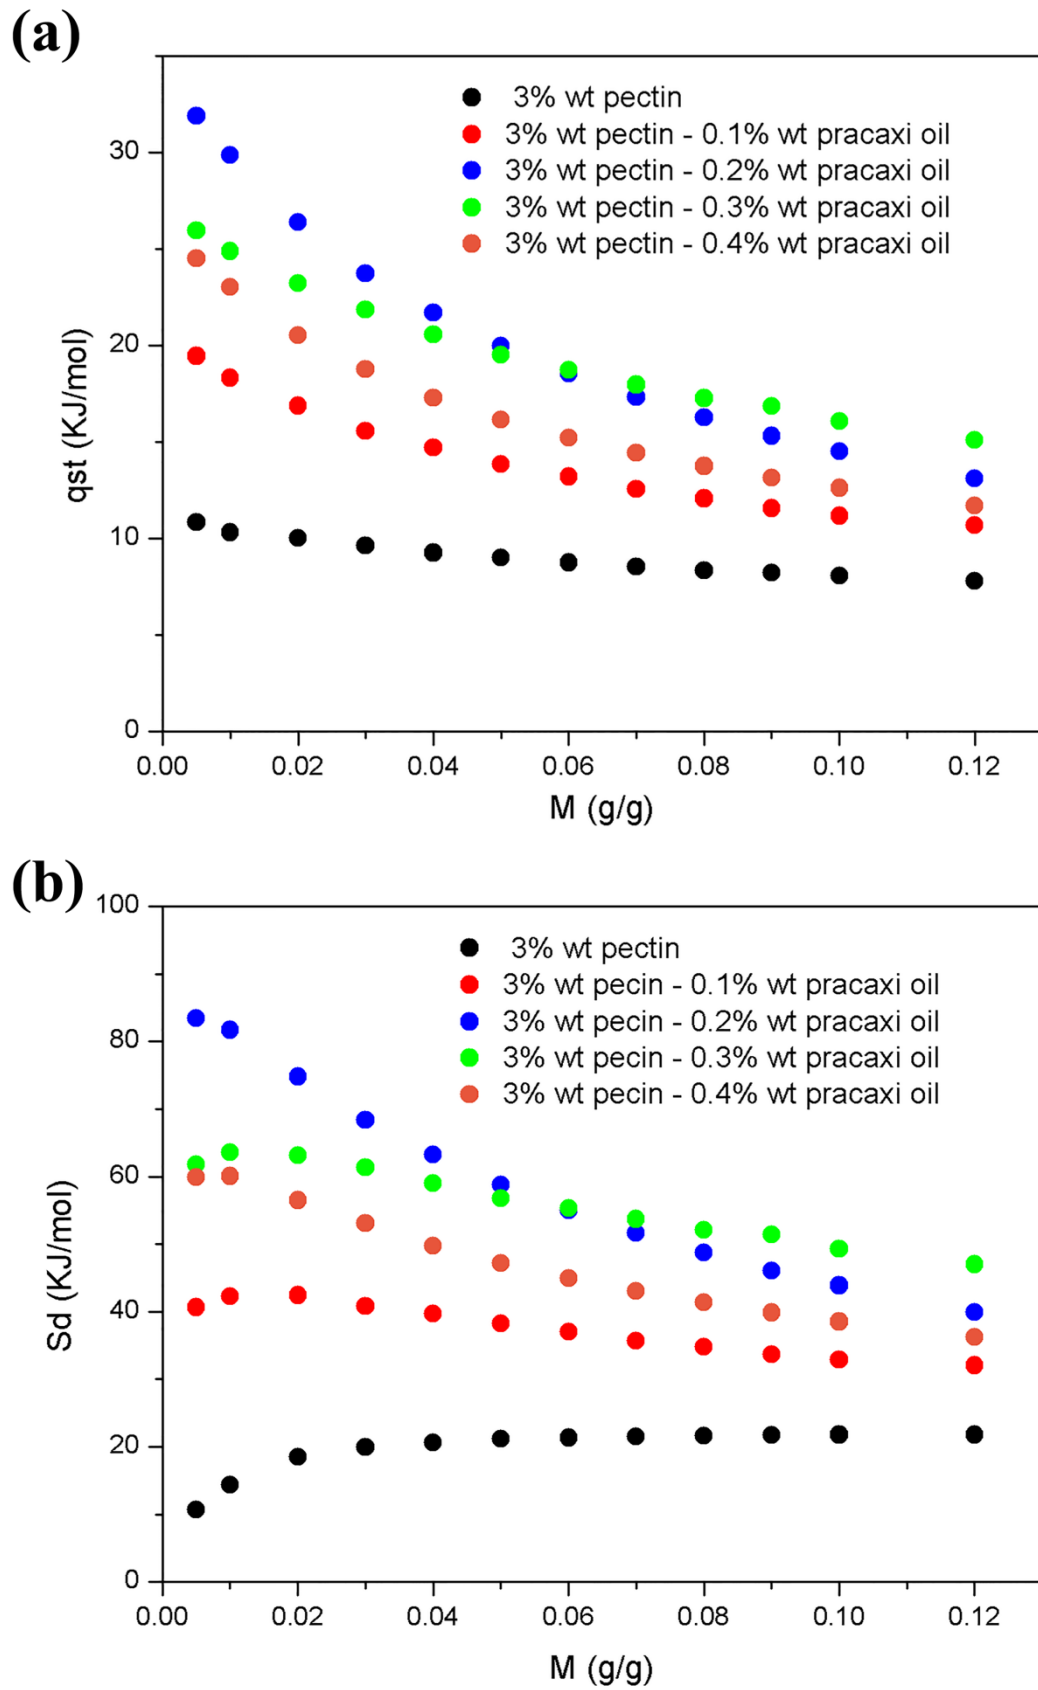 (a)
3% wt pectin
3% wt pectin - 0.1% wt pracaxi oil
3% wt pectin - 0.2% wt pracaxi oil
3% wt pectin - 0.3% wt pracaxi oil
3% wt pectin - 0.4% wt pracaxi oil
30
20
10
0
qst (KJ/mol)
0.00 0.02 0.04 0.06 0.08 0.10 0.12
M (g/g)
(b)
3% wt pectin
3% wt pecin - 0.1% wt pracaxi oil
3% wt pecin - 0.2% wt pracaxi oil
3% wt pecin - 0.3% wt pracaxi oil
3% wt pecin - 0.4% wt pracaxi oil
100
80
60
40
20
0
Sd (KJ/mol)
0.00 0.02 0.04 0.06 0.08 0.10 0.12
M (g/g)